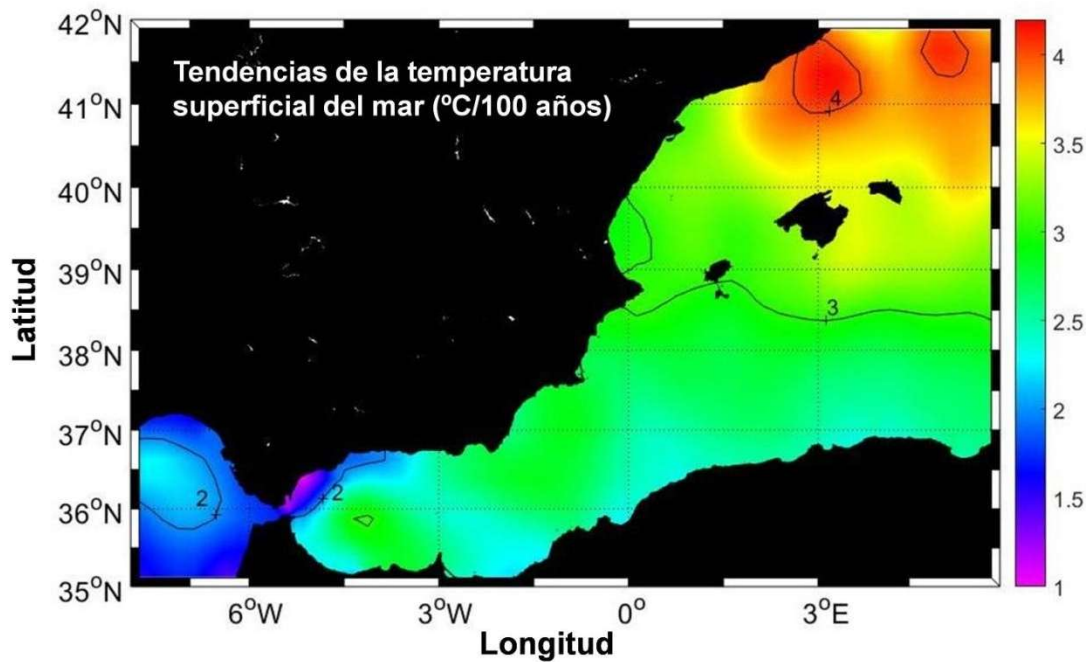 Tendencias de la temperatura
superficial del mar (ºC/100 años)
42°N
41°N
40°N
39°N
38°N
37°N
36°N
35°N
Latitud
6°W
3°W
0°
3°E
Longitud
4
3
2
2
4
3.5
3
2.5
2
1.5
1